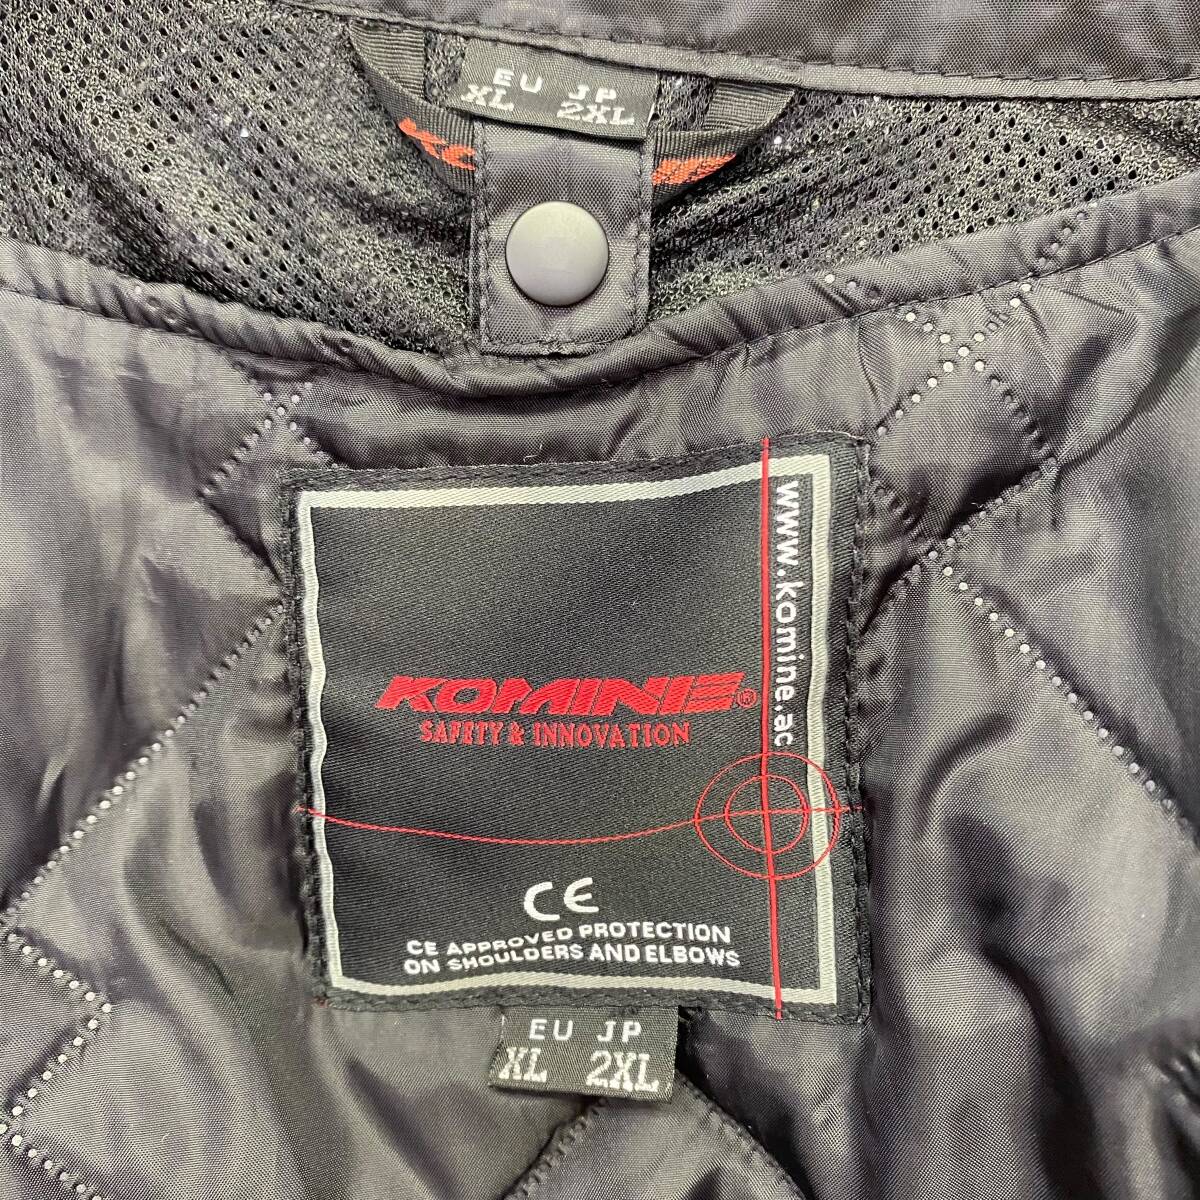 EU JP
XL 2XL
KOMINE®
SAFETY & INNOVATION
www.komine.ac
CE
CE APPROVED PROTECTION
ON SHOULDERS AND ELBOWS
EU JP
XL 2XL